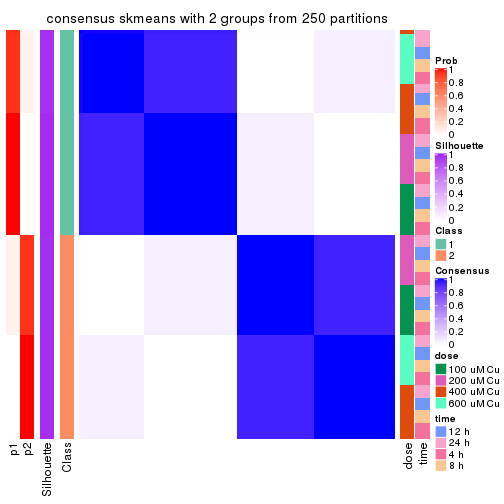 consensus skmeans with 2 groups from 250 partitions
Prob
1
0.8
0.6
0.4
0.2
0
Silhouette
1
0.8
0.6
0.4
0.2
0
Class
1
2
Consensus
1
0.8
0.6
0.4
0.2
0
dose
100 uM Cu
200 uM Cu
400 uM Cu
600 uM Cu
time
12 h
24 h
4 h
8 h
p1
p2
Silhouette
Class
dose
time